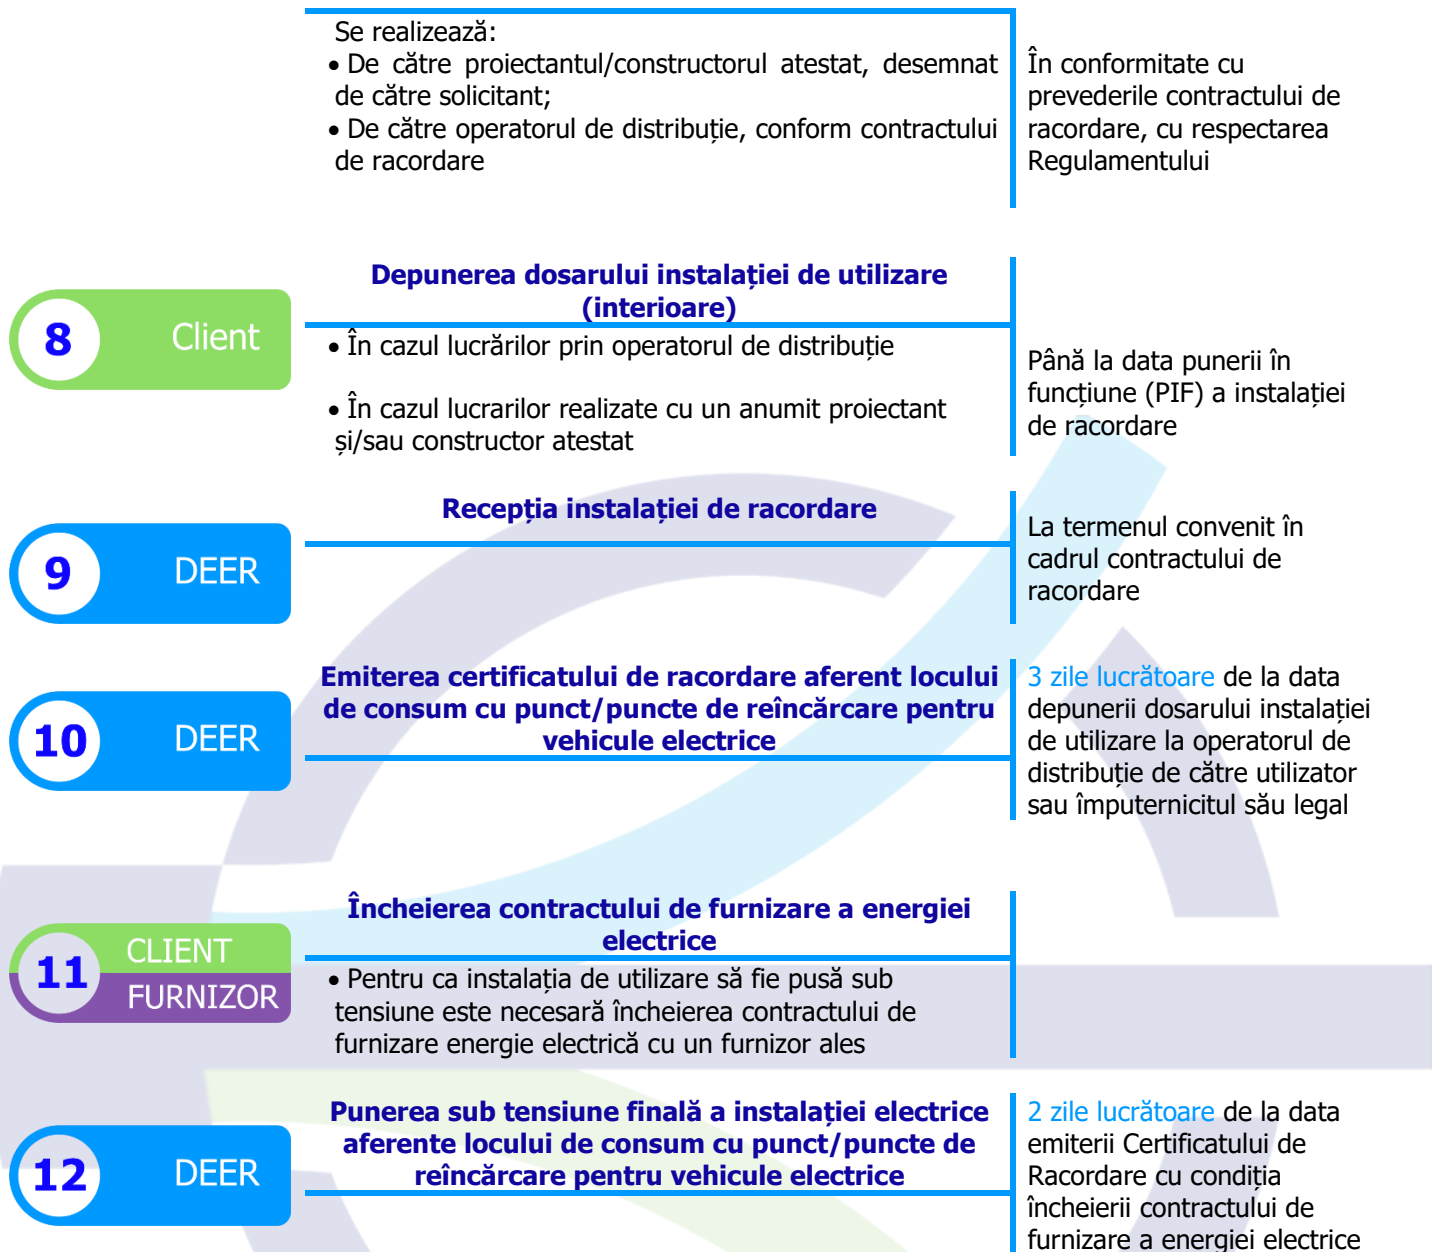 Se realizează:
• De către proiectantul/constructorul atestat, desemnat
de către solicitant;
• De către operatorul de distribuție, conform contractului
de racordare
În conformitate cu
prevederile contractului de
racordare, cu respectarea
Regulamentului
8 Client
Depunerea dosarului instalației de utilizare
(interioare)
• În cazul lucrărilor prin operatorul de distribuție
• În cazul lucrarilor realizate cu un anumit proiectant
și/sau constructor atestat
Până la data punerii în
funcțiune (PIF) a instalației
de racordare
9 DEER
Recepția instalației de racordare
La termenul convenit în
cadrul contractului de
racordare
10 DEER
Emiterea certificatului de racordare aferent locului
de consum cu punct/puncte de reîncărcare pentru
vehicule electrice
3 zile lucrătoare de la data
depunerii dosarului instalației
de utilizare la operatorul de
distribuție de către utilizator
sau împuternicitul său legal
11 CLIENT
FURNIZOR
Încheierea contractului de furnizare a energiei
electrice
• Pentru ca instalația de utilizare să fie pusă sub
tensiune este necesară încheierea contractului de
furnizare energie electrică cu un furnizor ales
12 DEER
Punerea sub tensiune finală a instalației electrice
aferente locului de consum cu punct/puncte de
reîncărcare pentru vehicule electrice
2 zile lucrătoare de la data
emiterii Certificatului de
Racordare cu condiția
încheierii contractului de
furnizare a energiei electrice